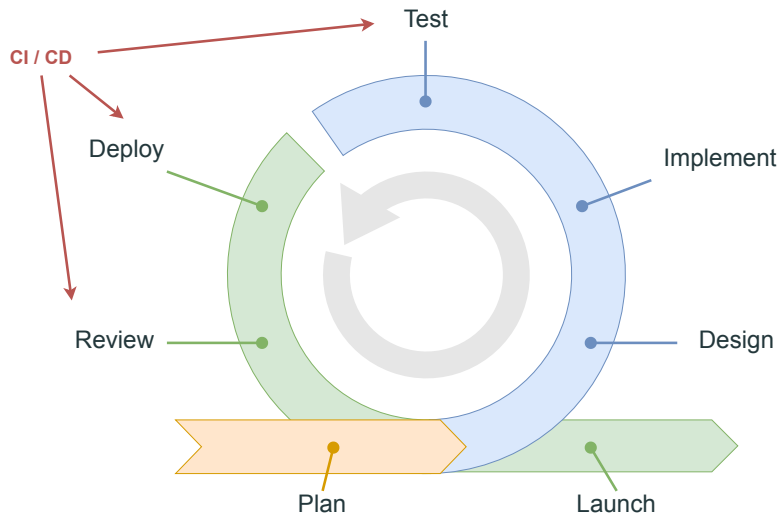 Test
CI / CD
Deploy
Implement
Review
Design
Plan
Launch